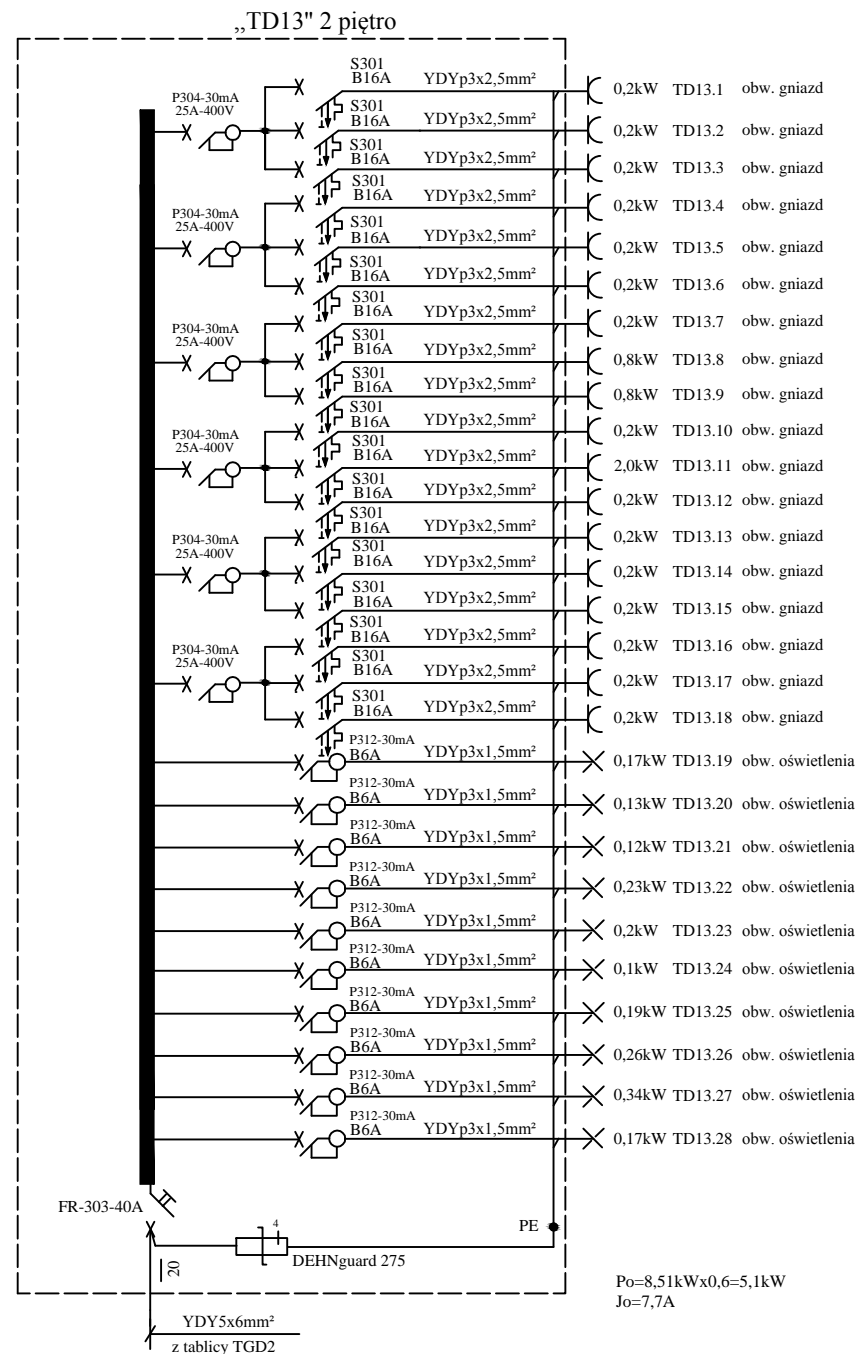 ,,TD13" 2 piętro
P304-30mA
25A-400V
S301
B16A YDYp3x2,5mm² 0,2kW TD13.1 obw. gniazd
S301
B16A YDYp3x2,5mm² 0,2kW TD13.2 obw. gniazd
S301
B16A YDYp3x2,5mm² 0,2kW TD13.3 obw. gniazd
P304-30mA
25A-400V
S301
B16A YDYp3x2,5mm² 0,2kW TD13.4 obw. gniazd
S301
B16A YDYp3x2,5mm² 0,2kW TD13.5 obw. gniazd
S301
B16A YDYp3x2,5mm² 0,2kW TD13.6 obw. gniazd
P304-30mA
25A-400V
S301
B16A YDYp3x2,5mm² 0,2kW TD13.7 obw. gniazd
S301
B16A YDYp3x2,5mm² 0,8kW TD13.8 obw. gniazd
S301
B16A YDYp3x2,5mm² 0,8kW TD13.9 obw. gniazd
P304-30mA
25A-400V
S301
B16A YDYp3x2,5mm² 0,2kW TD13.10 obw. gniazd
S301
B16A YDYp3x2,5mm² 2,0kW TD13.11 obw. gniazd
S301
B16A YDYp3x2,5mm² 0,2kW TD13.12 obw. gniazd
P304-30mA
25A-400V
S301
B16A YDYp3x2,5mm² 0,2kW TD13.13 obw. gniazd
S301
B16A YDYp3x2,5mm² 0,2kW TD13.14 obw. gniazd
S301
B16A YDYp3x2,5mm² 0,2kW TD13.15 obw. gniazd
P304-30mA
25A-400V
S301
B16A YDYp3x2,5mm² 0,2kW TD13.16 obw. gniazd
S301
B16A YDYp3x2,5mm² 0,2kW TD13.17 obw. gniazd
S301
B16A YDYp3x2,5mm² 0,2kW TD13.18 obw. gniazd
P312-30mA
B6A YDYp3x1,5mm² 0,17kW TD13.19 obw. oświetlenia
P312-30mA
B6A YDYp3x1,5mm² 0,13kW TD13.20 obw. oświetlenia
P312-30mA
B6A YDYp3x1,5mm² 0,12kW TD13.21 obw. oświetlenia
P312-30mA
B6A YDYp3x1,5mm² 0,23kW TD13.22 obw. oświetlenia
P312-30mA
B6A YDYp3x1,5mm² 0,2kW TD13.23 obw. oświetlenia
P312-30mA
B6A YDYp3x1,5mm² 0,1kW TD13.24 obw. oświetlenia
P312-30mA
B6A YDYp3x1,5mm² 0,19kW TD13.25 obw. oświetlenia
P312-30mA
B6A YDYp3x1,5mm² 0,26kW TD13.26 obw. oświetlenia
P312-30mA
B6A YDYp3x1,5mm² 0,34kW TD13.27 obw. oświetlenia
P312-30mA
B6A YDYp3x1,5mm² 0,17kW TD13.28 obw. oświetlenia
FR-303-40A
4
PE
DEHNguard 275
20
Po=8,51kWx0,6=5,1kW
Jo=7,7A
YDY5x6mm²
z tablicy TGD2